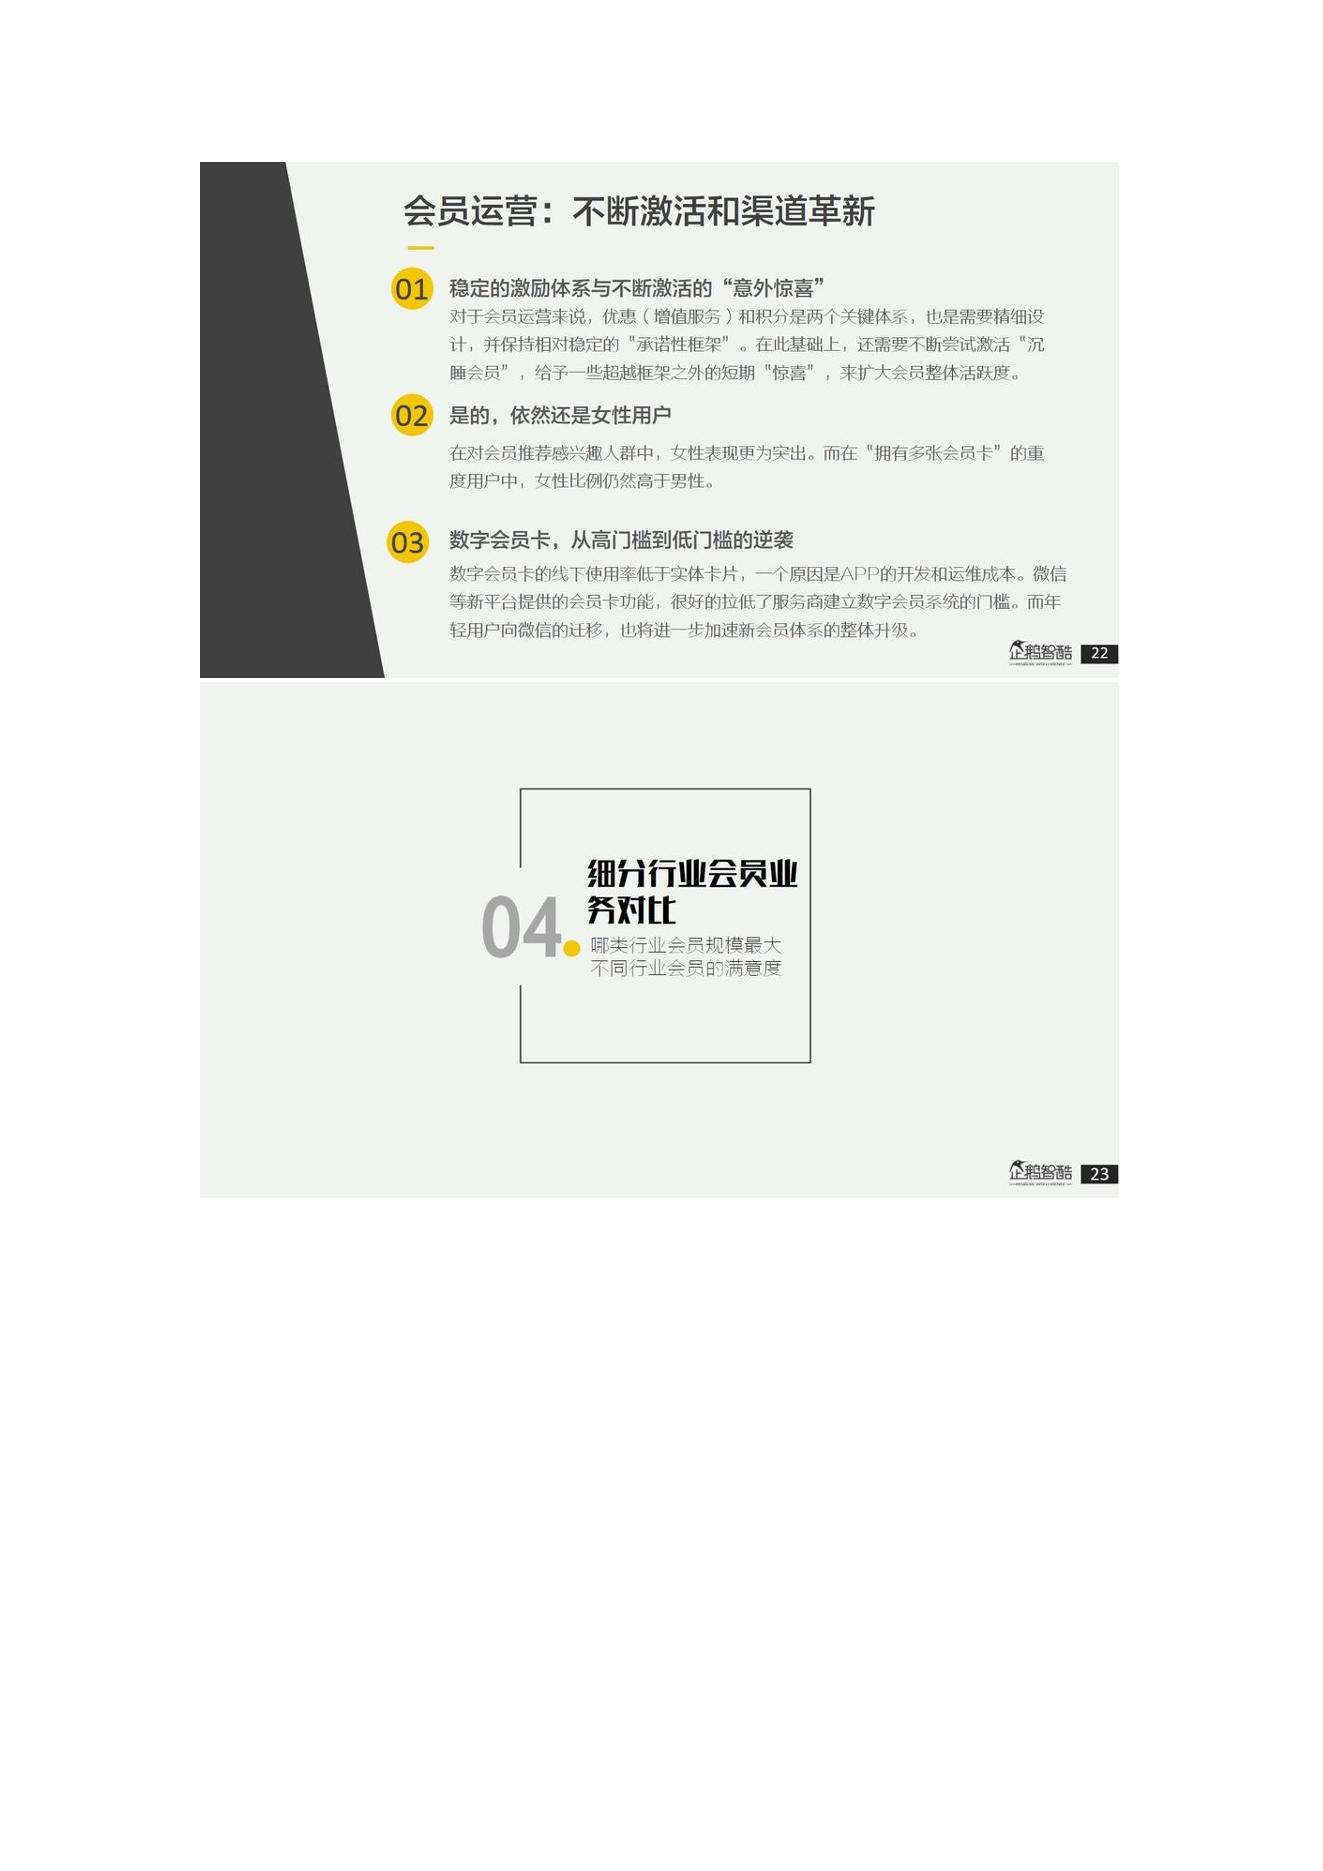 会员运营：不断激活和渠道革新
01 稳定的激励体系与不断激活的“意外惊喜”
对于会员运营来说，优惠（增值服务）和积分是两个关键体系，也是需要精细设
计，并保持相对稳定的“承诺性框架”。在此基础上，还需要不断尝试激活“沉
睡会员”，给予一些超越框架之外的短期“惊喜”，来扩大会员整体活跃度。
02 是的，依然还是女性用户
在对会员推荐感兴趣人群中，女性表现更为突出。而在“拥有多张会员卡”的重
度用户中，女性比例仍然高于男性。
03 数字会员卡，从高门槛到低门槛的逆袭
数字会员卡的线下使用率低于实体卡片，一个原因是APP的开发和运维成本。微信
等新平台提供的会员卡功能，很好的拉低了服务商建立数字会员系统的门槛。而年
轻用户向微信的迁移，也将进一步加速新会员体系的整体升级。
企鹅智酷 22
细分行业会员业
务对比
04.
哪类行业会员规模最大
不同行业会员的满意度
企鹅智酷 23